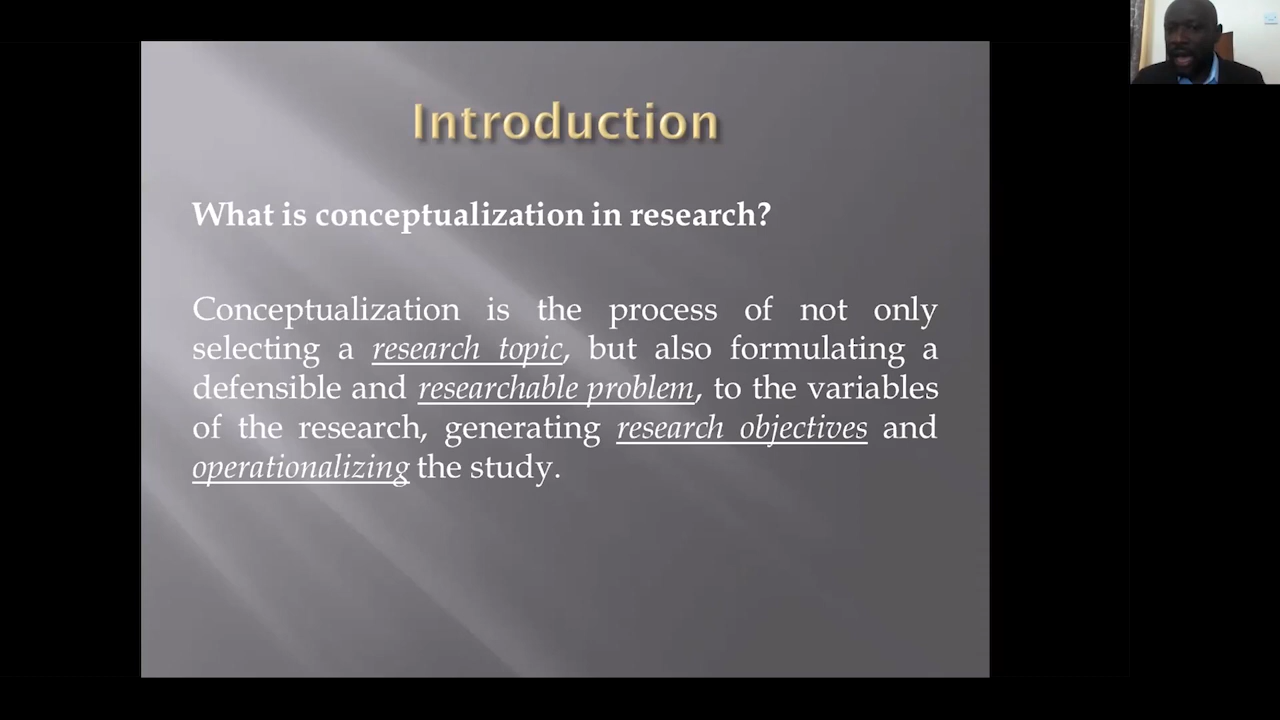 Introduction
What is conceptualization in research?
Conceptualization is the process of not only
selecting a research topic, but also formulating a
defensible and researchable problem, to the variables
of the research, generating research objectives and
operationalizing the study.